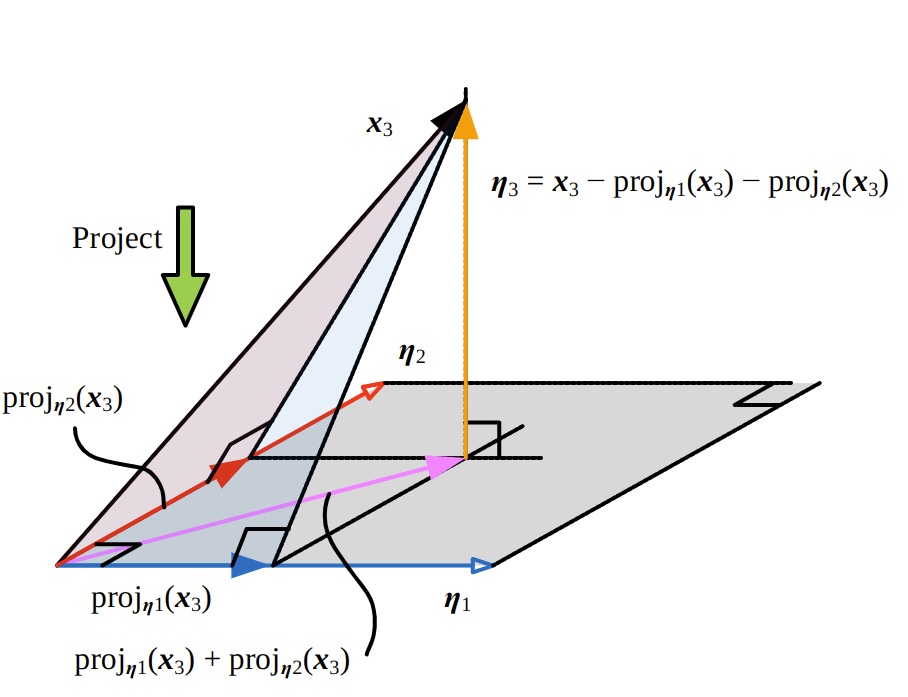 x₃
η₃ = x₃ − projη₁(x₃) − projη₂(x₃)
Project
η₂
projη₂(x₃)
projη₁(x₃)
η₁
projη₁(x₃) + projη₂(x₃)